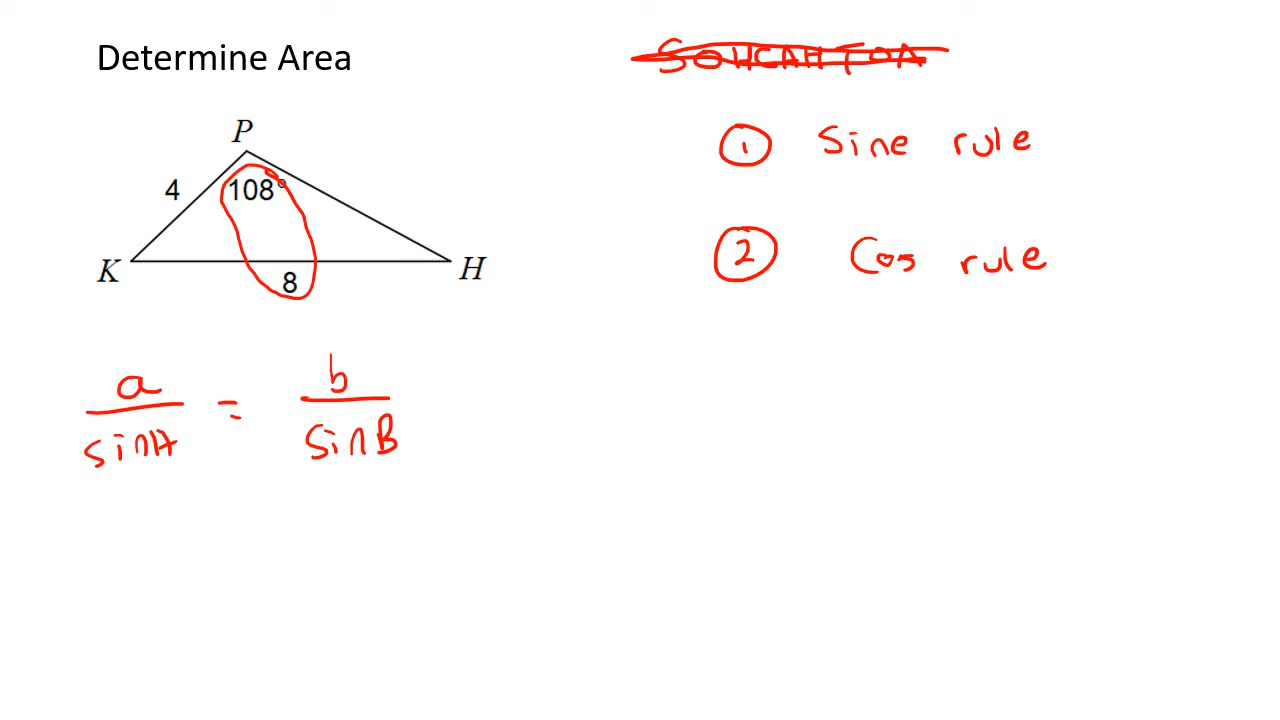 Determine Area
SOHCAHTOA
P
4
108°
K
8
H
① Sine rule
② Cos rule
a/sinA = b/sinB